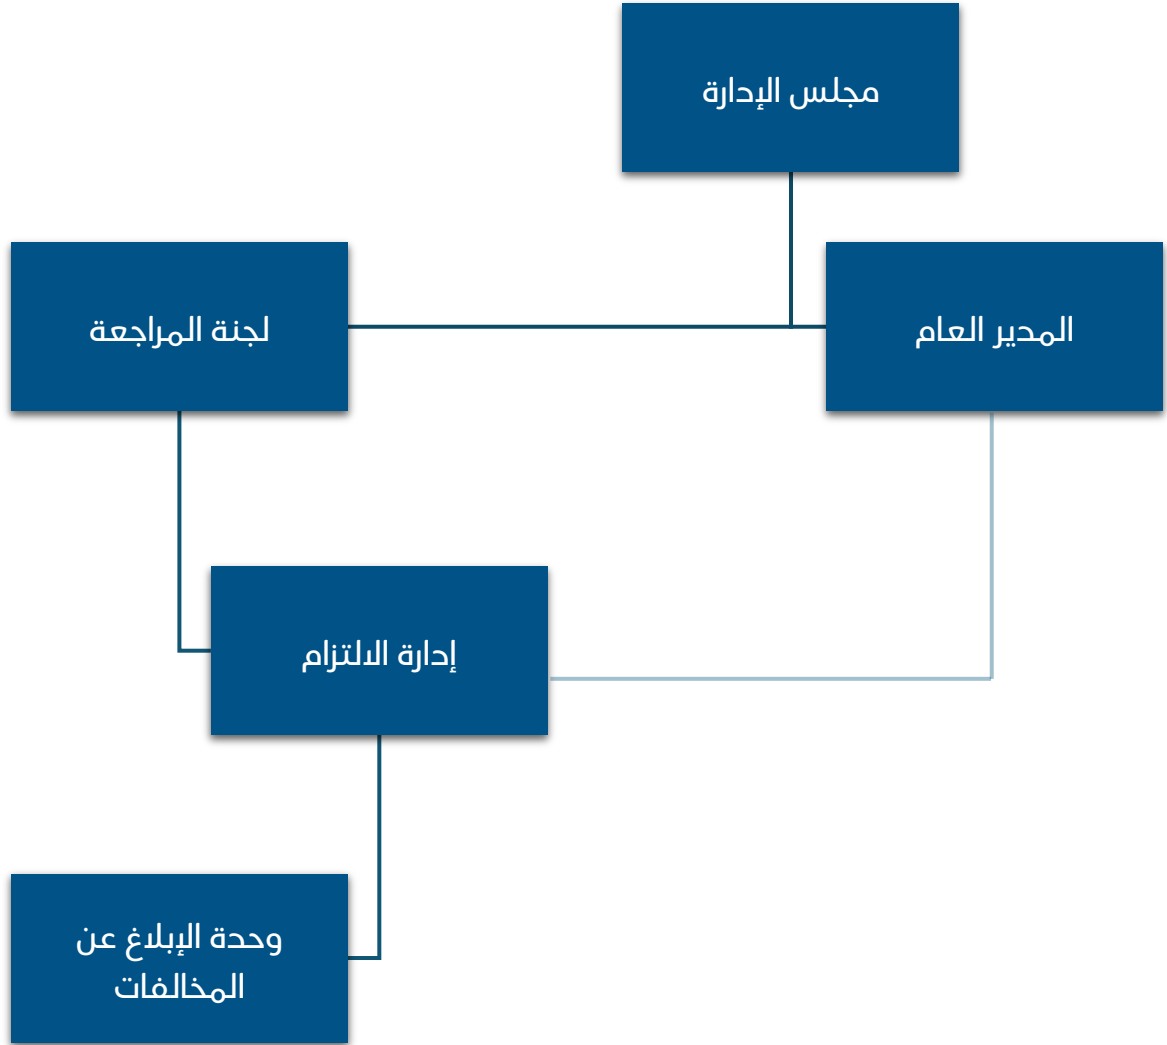 مجلس الإدارة
المدير العام
لجنة المراجعة
إدارة الالتزام
وحدة الإبلاغ عن
المخالفات